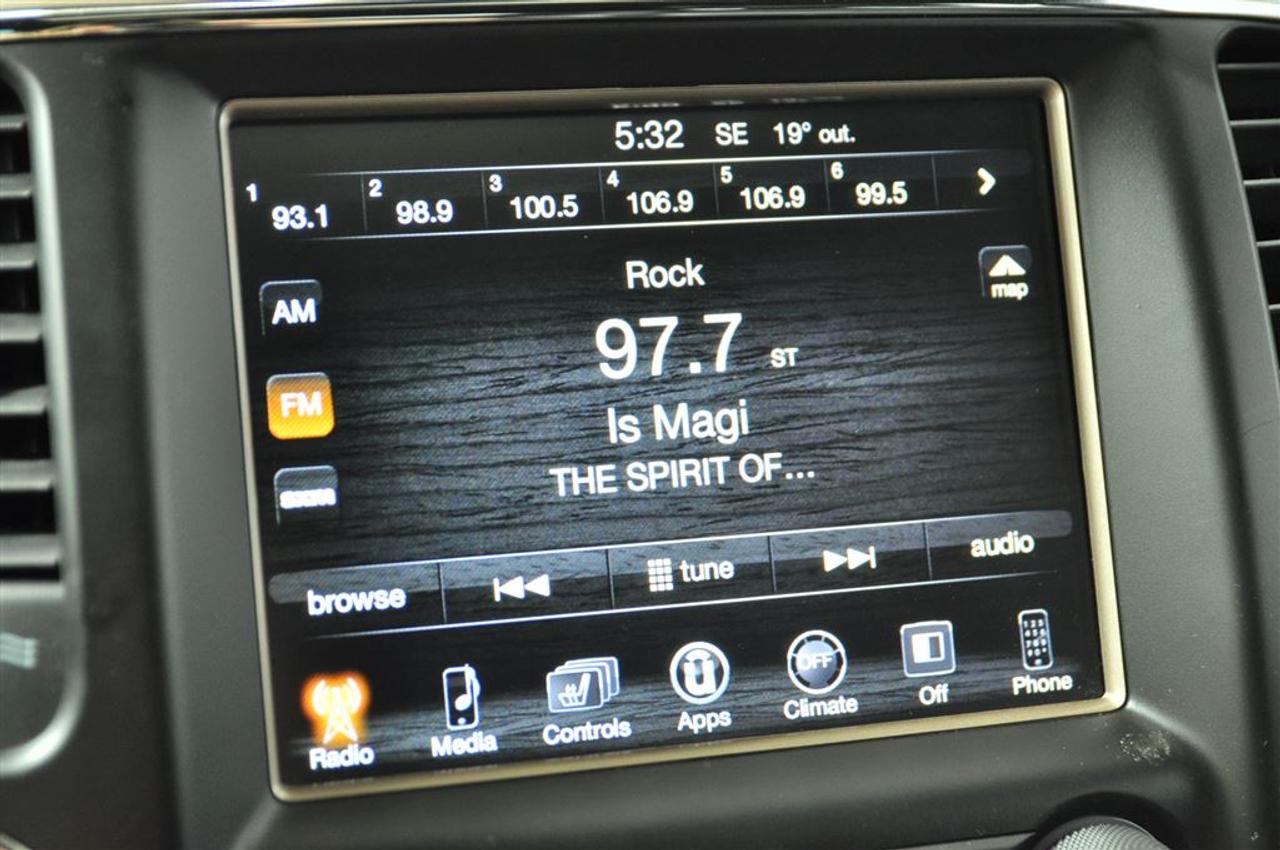 5:32 SE 19° out.
1 93.1 2 98.9 3 100.5 4 106.9 5 106.9 6 99.5
Rock
map
AM
97.7 ST
FM
Is Magi
THE SPIRIT OF...
browse tune audio
OFF
Radio Media Controls Apps Climate Off Phone